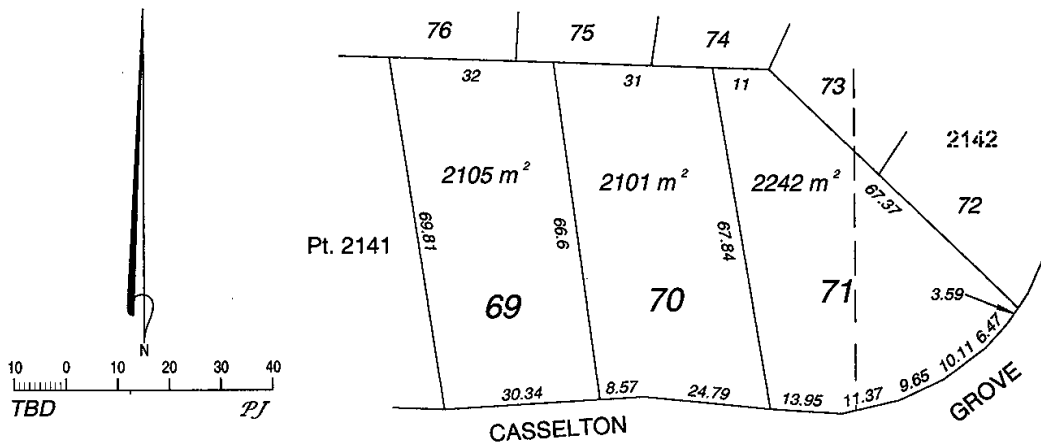 76 75 74
32 31 11 73
2142
2105 m² 2101 m² 2242 m²
72
67.37
Pt. 2141 69.81 66.6 67.84
69 70 71 3.59
N
10 0 10 20 30 40
TBD PJ
30.34 8.57 24.79 13.95 11.37 9.65 10.11 6.47
CASSELTON GROVE